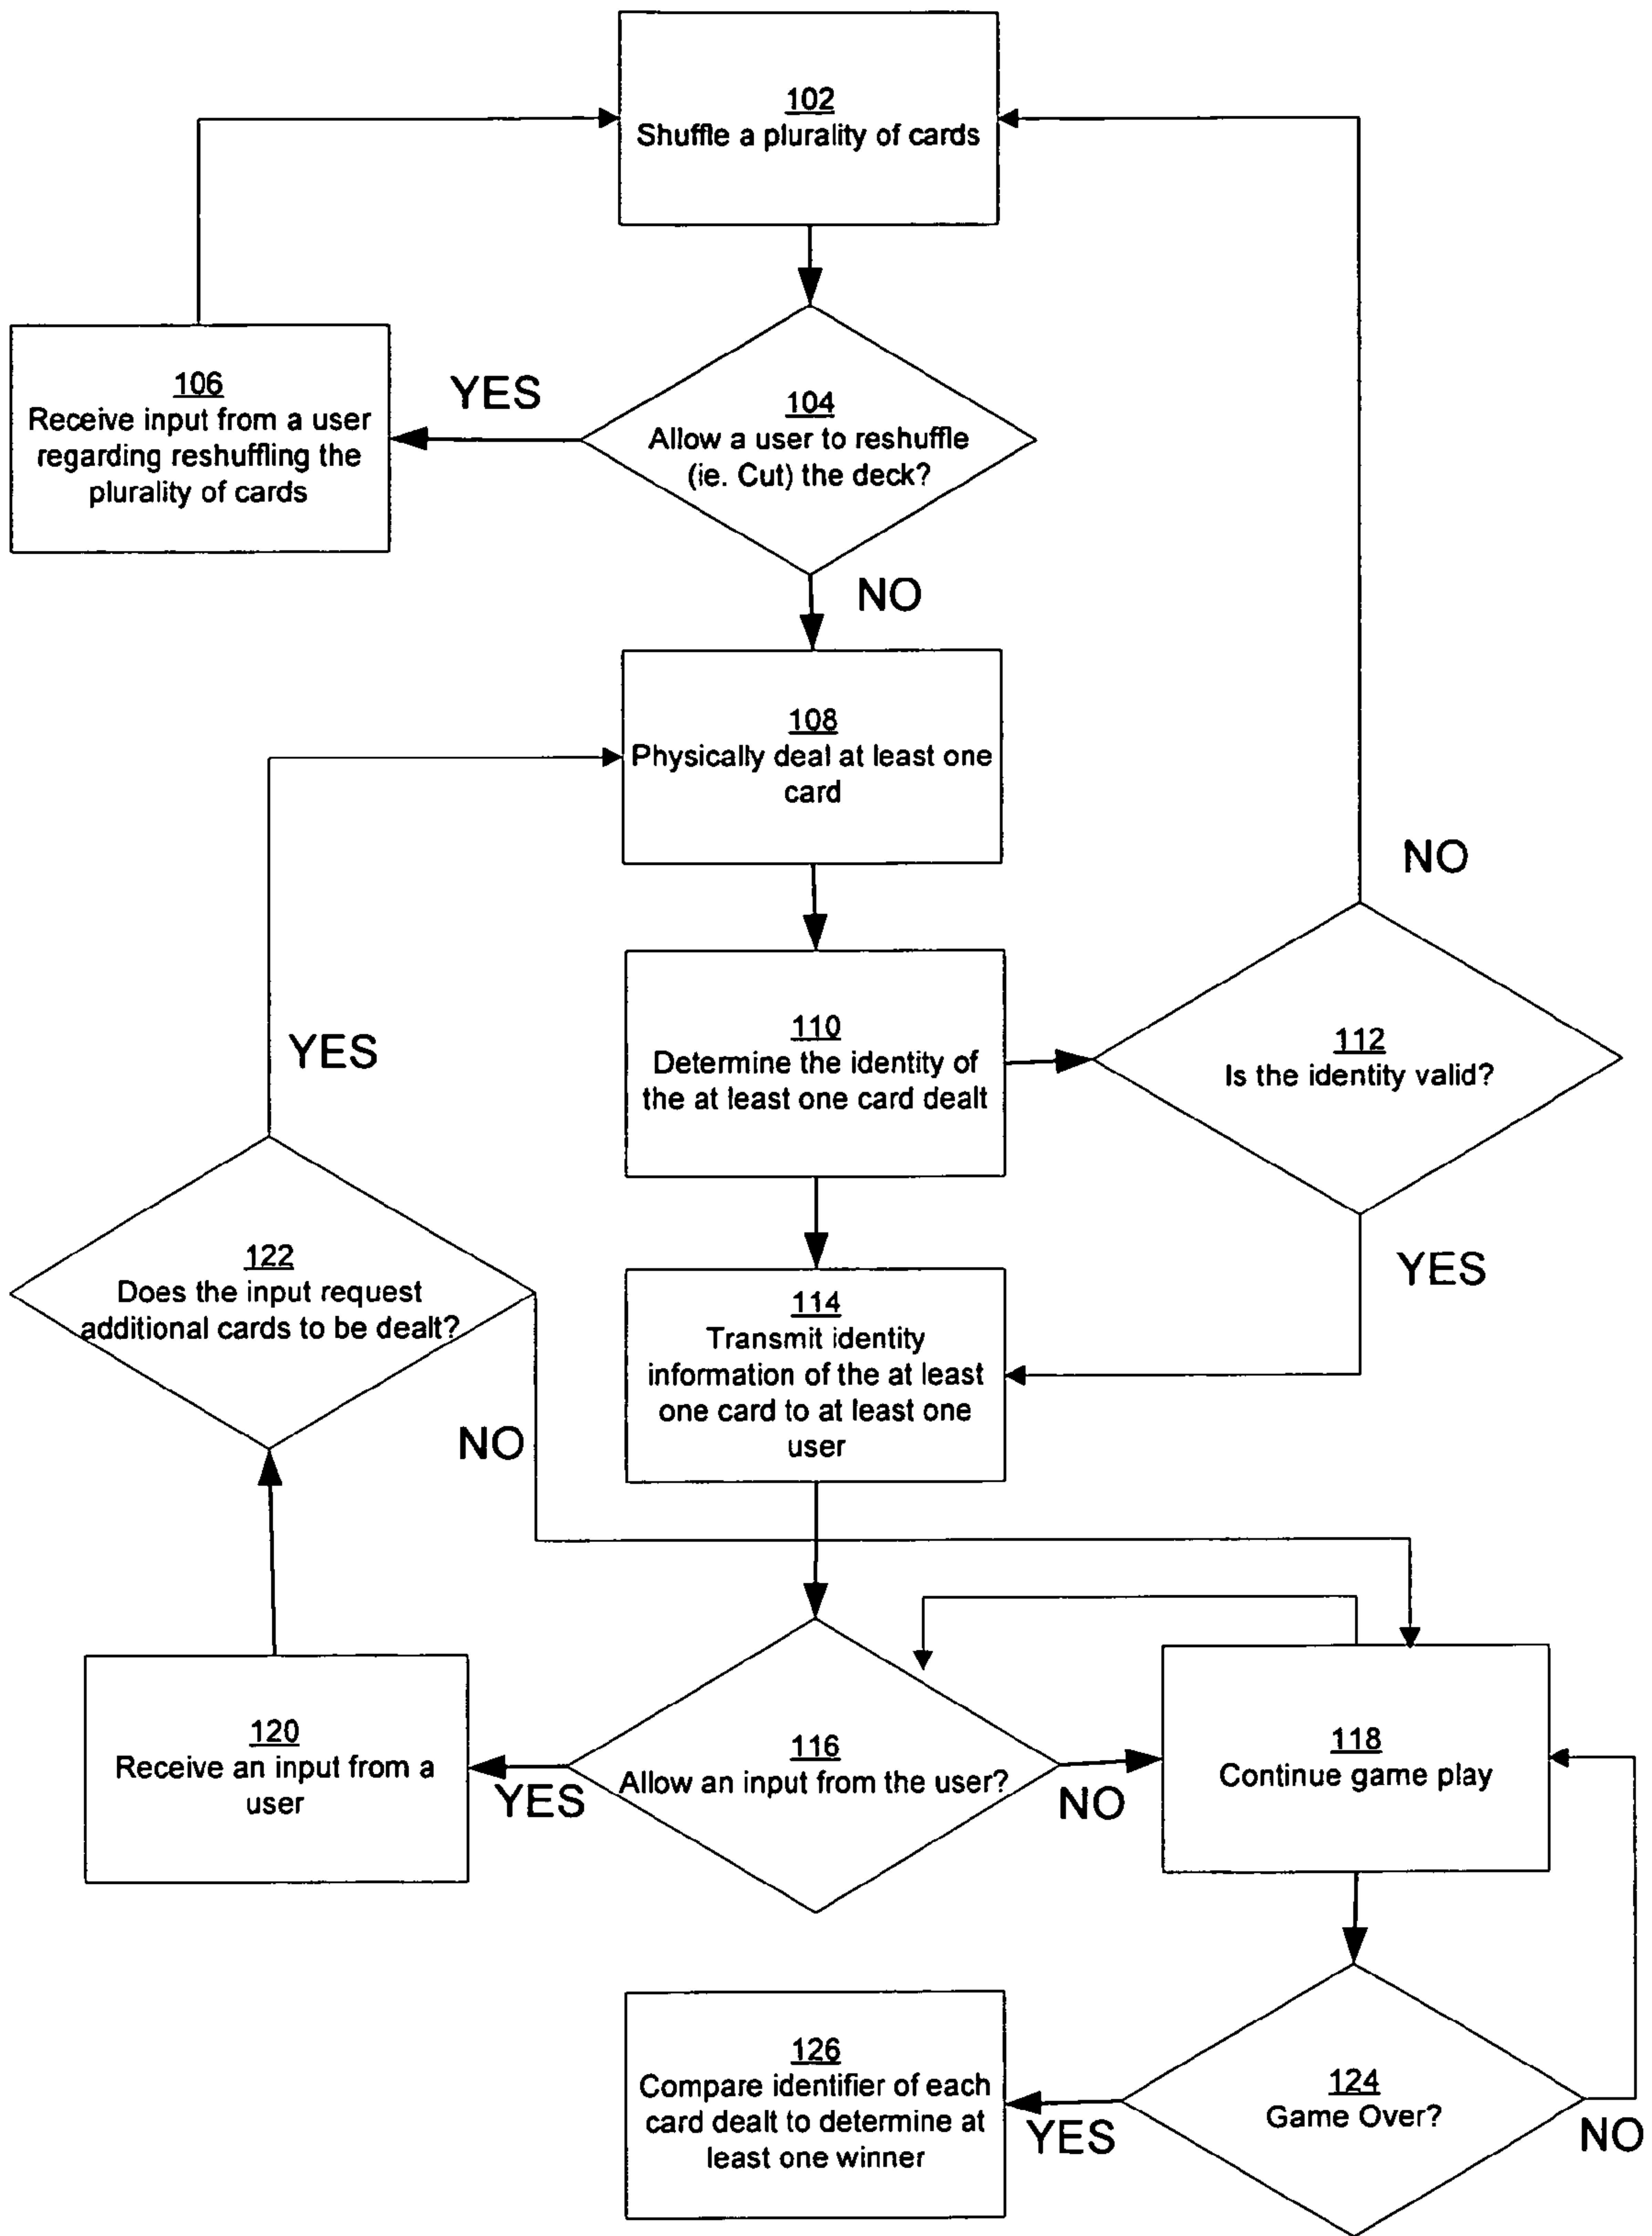 102
Shuffle a plurality of cards
106
Receive input from a user
regarding reshuffling the
plurality of cards
YES
104
Allow a user to reshuffle
(ie. Cut) the deck?
NO
108
Physically deal at least one
card
NO
110
Determine the identity of
the at least one card dealt
112
Is the identity valid?
YES
YES
122
Does the input request
additional cards to be dealt?
NO
114
Transmit identity
information of the at least
one card to at least one
user
120
Receive an input from a
user
YES
116
Allow an input from the user?
NO
118
Continue game play
126
Compare identifier of each
card dealt to determine at
least one winner
YES
124
Game Over?
NO